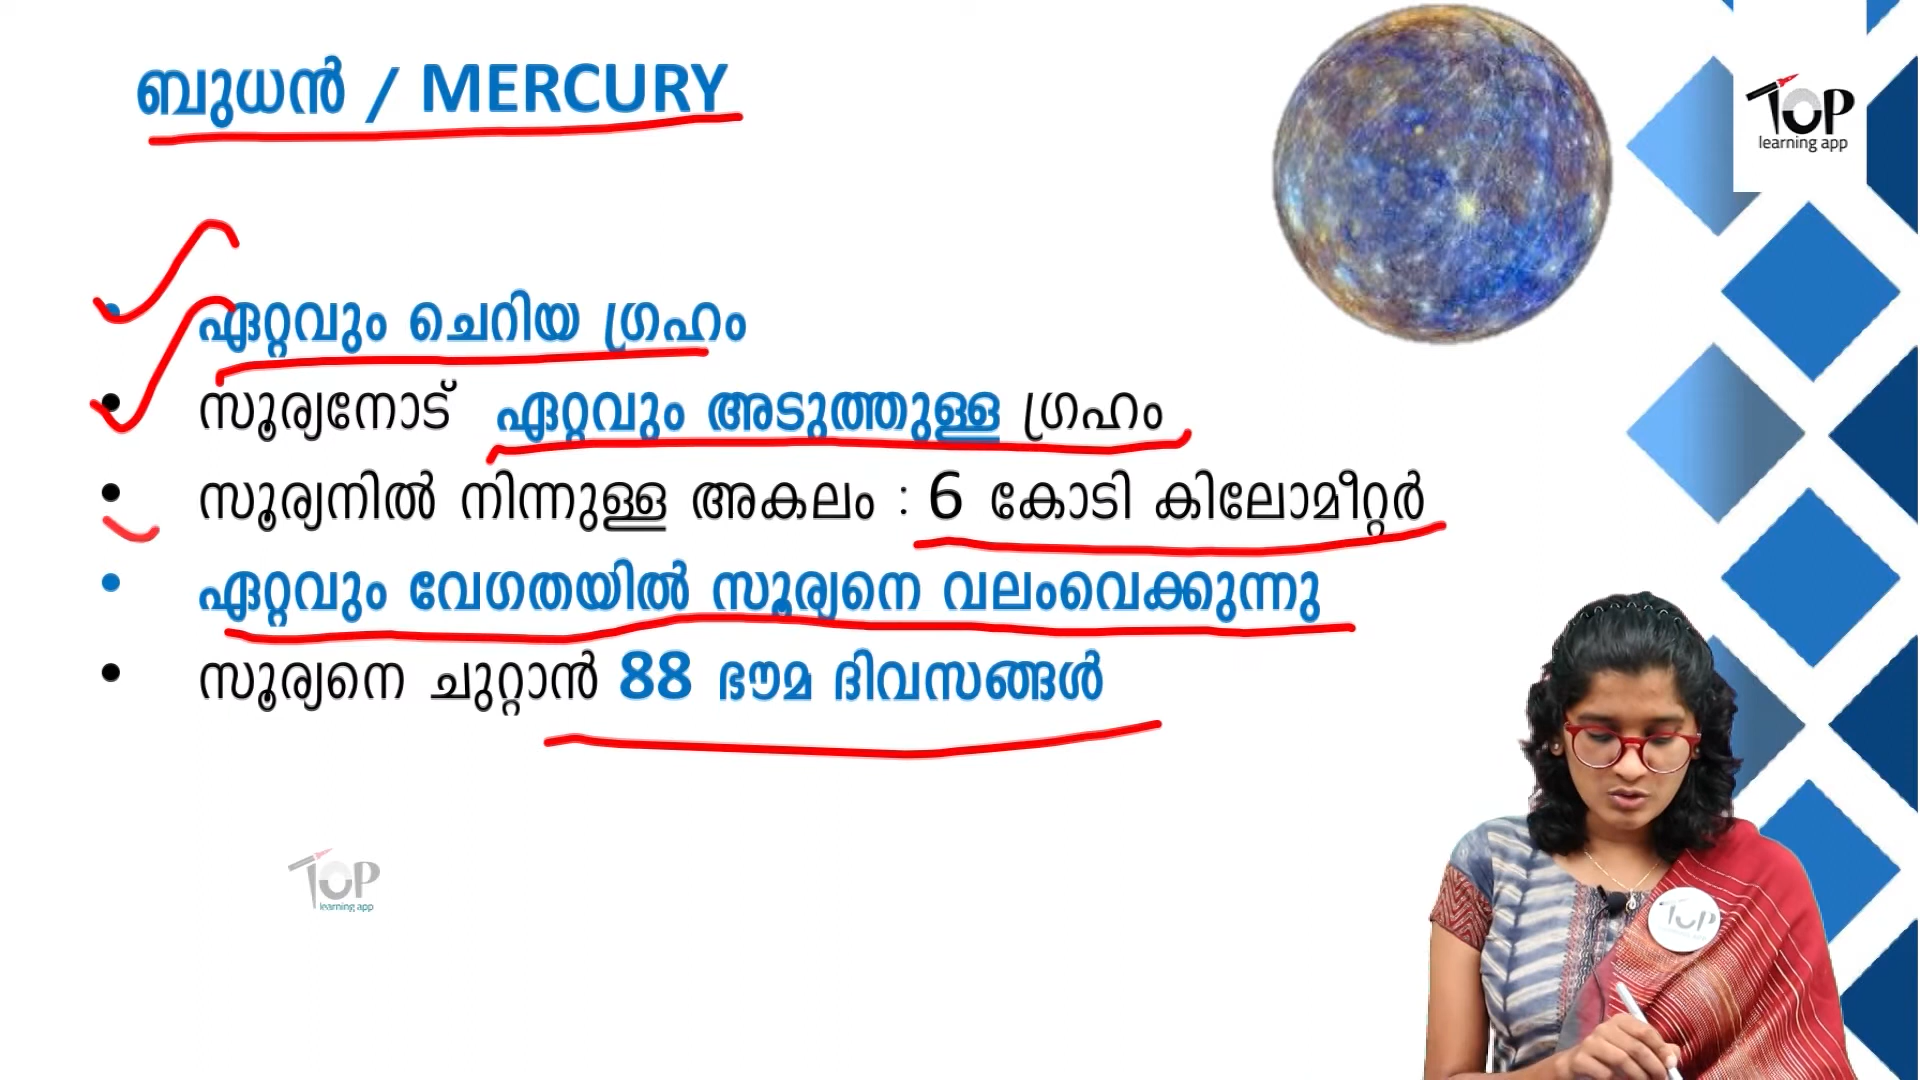 ബുധൻ / MERCURY
TOP
learning app
ഏറ്റവും ചെറിയ ഗ്രഹം
സൂര്യനോട് ഏറ്റവും അടുത്തുള്ള ഗ്രഹം
സൂര്യനിൽ നിന്നുള്ള അകലം : 6 കോടി കിലോമീറ്റർ
ഏറ്റവും വേഗതയിൽ സൂര്യനെ വലംവെക്കുന്നു
സൂര്യനെ ചുറ്റാൻ 88 ഭൗമ ദിവസങ്ങൾ
TOP
learning app
TOP